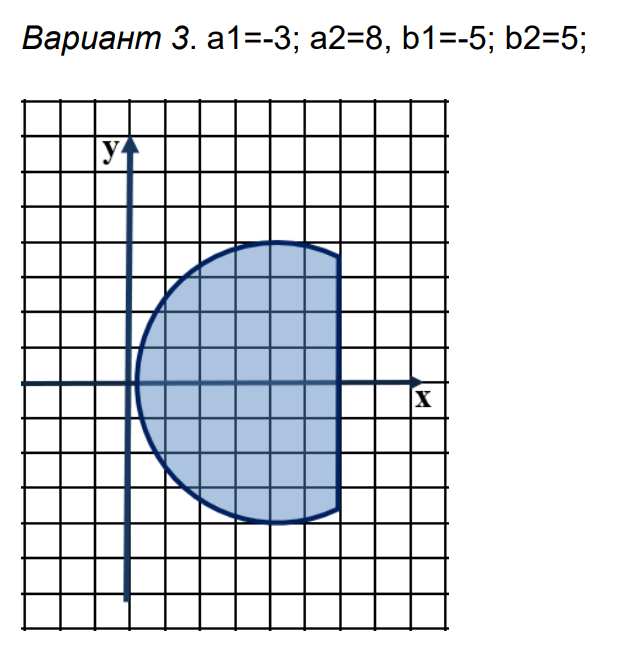 Вариант 3. a1=-3; a2=8, b1=-5; b2=5;
y
x